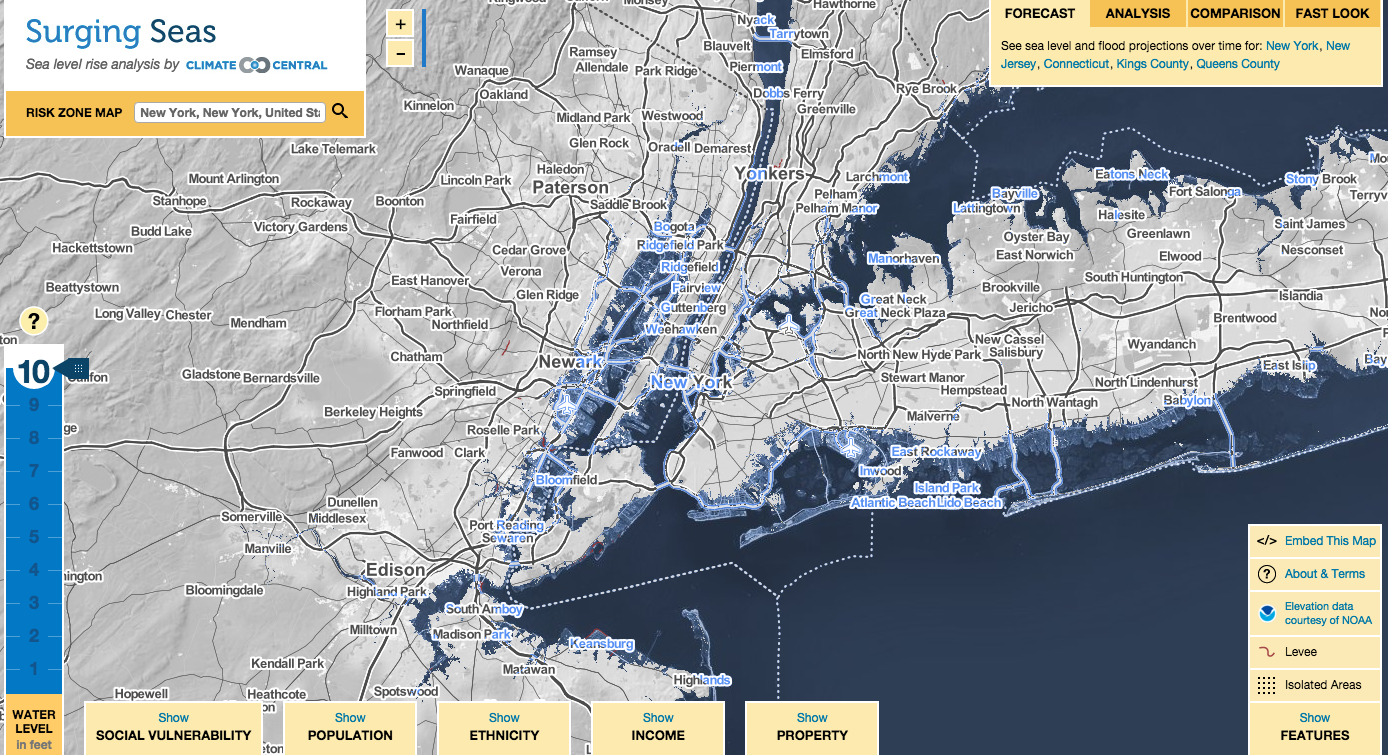 Surging Seas
Sea level rise analysis by CLIMATE CENTRAL
RISK ZONE MAP
New York, New York, United Sta
+
−
FORECAST
ANALYSIS
COMPARISON
FAST LOOK
See sea level and flood projections over time for: New York, New
Jersey, Connecticut, Kings County, Queens County
Hawthorne
Nyack
Tarrytown
Blauvelt
Elmsford
Ramsey
Allendale
Park Ridge
Piermont
Wanaque
Oakland
Dobbs Ferry
Rye Brook
Kinnelon
Greenville
Midland Park
Westwood
Glen Rock
Oradell
Demarest
Lake Telemark
Haledon
Yonkers
Larchmont
Eatons Neck
Stony Brook
Mount Arlington
Lincoln Park
Paterson
Pelham
Bayville
Fort Salonga
Stanhope
Rockaway
Boonton
Saddle Brook
Pelham Manor
Lattingtown
Halesite
Budd Lake
Victory Gardens
Fairfield
Bogota
Saint James
Hackettstown
Cedar Grove
Ridgefield Park
Oyster Bay
Greenlawn
Nesconset
East Norwich
Elwood
Verona
Ridgefield
Manorhaven
South Huntington
Beattystown
East Hanover
Fairview
Brookville
Glen Ridge
Great Neck
Jericho
Islandia
Long Valley
Chester
Florham Park
Guttenberg
Great Neck Plaza
Brentwood
Mendham
Northfield
Weehawken
New Cassel
Salisbury
Wyandanch
Chatham
Newark
North New Hyde Park
East Islip
Gladstone
Bernardsville
New York
Stewart Manor
North Lindenhurst
Springfield
Hempstead
Babylon
North Wantagh
Berkeley Heights
Malverne
Roselle Park
Fanwood
Clark
East Rockaway
Inwood
Bloomfield
Island Park
Atlantic Beach
Lido Beach
Dunellen
Somerville
Middlesex
Port Reading
Sewaren
Manville
Edison
Bloomingdale
Highland Park
South Amboy
Milltown
Madison Park
Keansburg
Kendall Park
Matawan
Highlands
Hopewell
Heathcote
Spotswood
?
10
9
8
7
6
5
4
3
2
1
WATER
LEVEL
in feet
Show
SOCIAL VULNERABILITY
Show
POPULATION
Show
ETHNICITY
Show
INCOME
Show
PROPERTY
</> Embed This Map
? About & Terms
Elevation data
courtesy of NOAA
Levee
Isolated Areas
Show
FEATURES